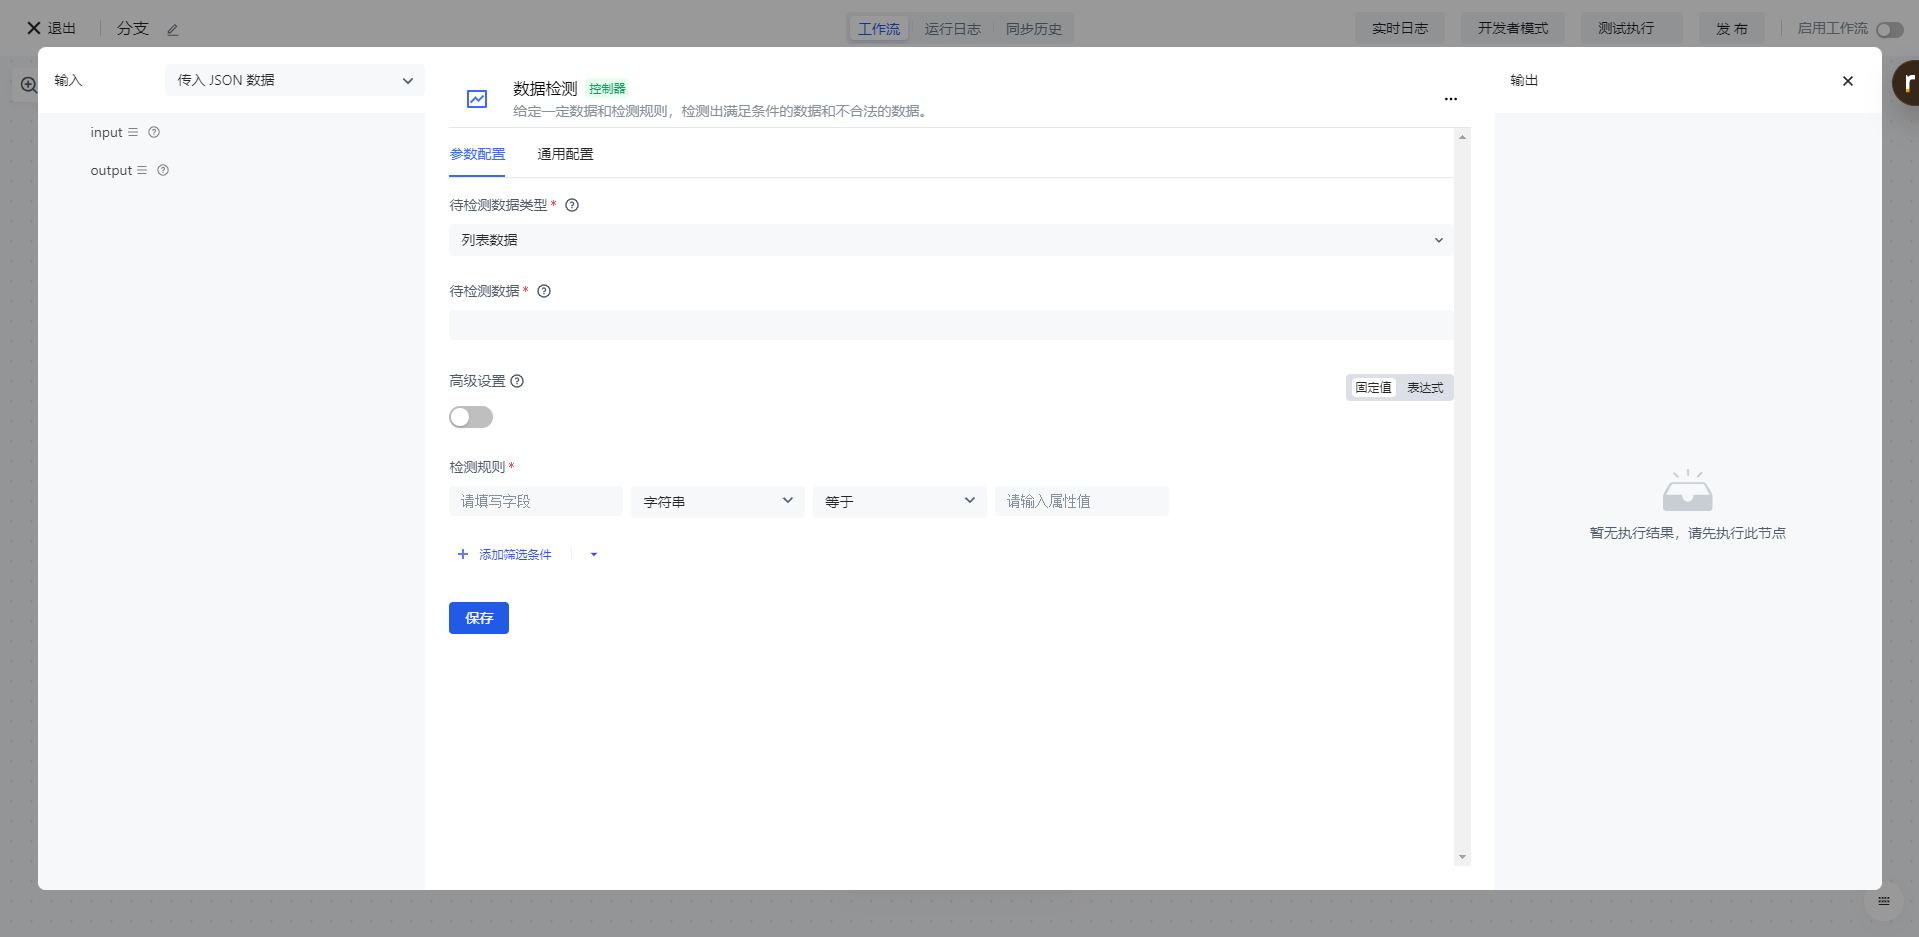 退出
分支
工作流
运行日志
同步历史
实时日志
开发者模式
测试执行
发 布
启用工作流
输入
传入 JSON 数据
input
output
数据检测 控制器
给定一定数据和检测规则，检测出满足条件的数据和不合法的数据。
参数配置
通用配置
待检测数据类型*
列表数据
待检测数据*
高级设置
固定值
表达式
检测规则*
请填写字段
字符串
等于
请输入属性值
添加筛选条件
保存
输出
暂无执行结果，请先执行此节点
r